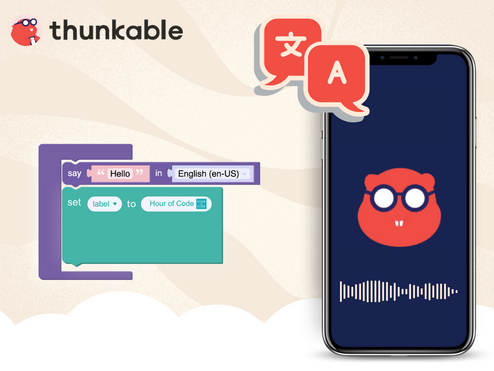 thunkable
文
A
say “ Hello ” in English (en-US)
set label to Hour of Code